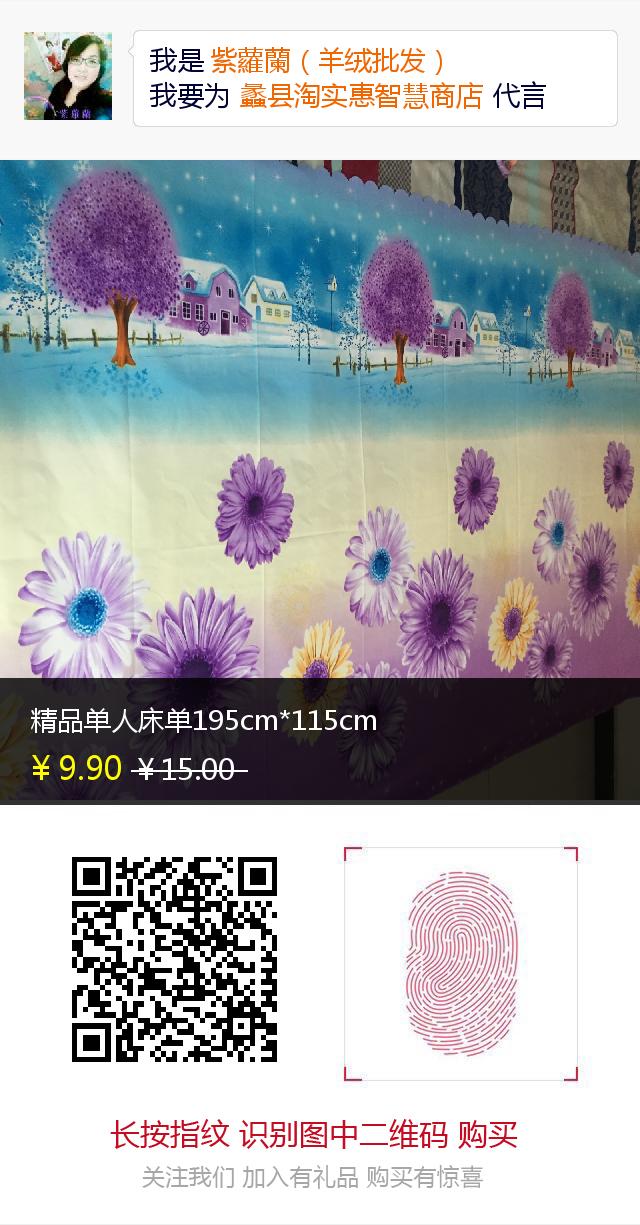 我是 紫蘿蘭（羊绒批发）
我要为 蠡县淘实惠智慧商店 代言
紫蘿蘭
精品单人床单195cm*115cm
￥9.90 ￥15.00
长按指纹 识别图中二维码 购买
关注我们 加入有礼品 购买有惊喜